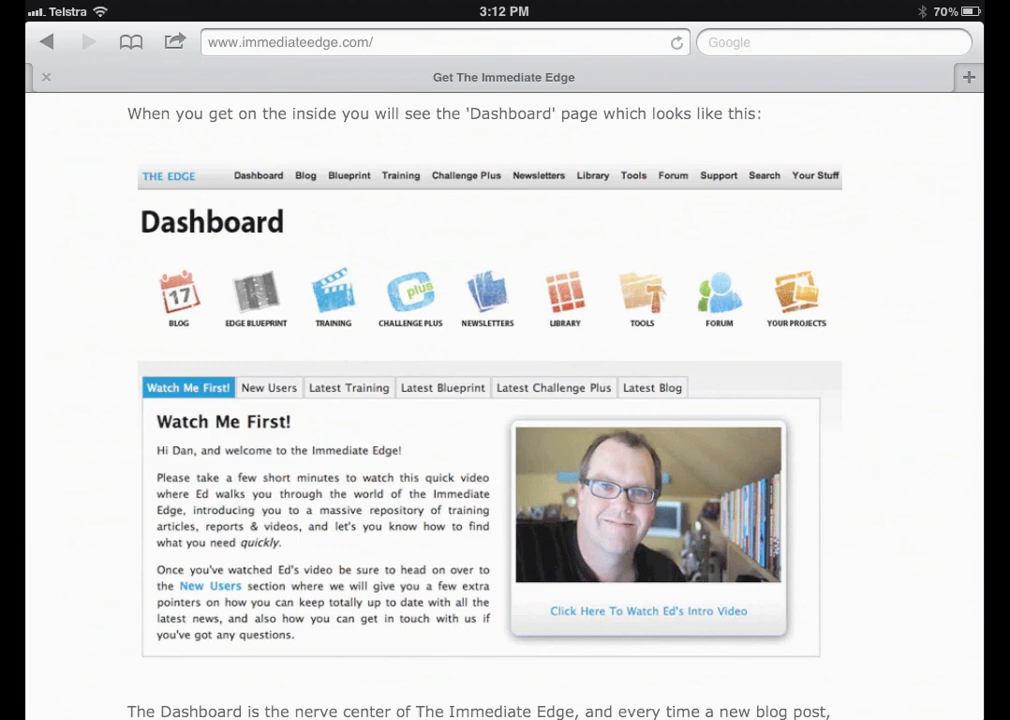 Telstra
3:12 PM
70%
www.immediateedge.com/
Google
Get The Immediate Edge
When you get on the inside you will see the 'Dashboard' page which looks like this:
THE EDGE Dashboard Blog Blueprint Training Challenge Plus Newsletters Library Tools Forum Support Search Your Stuff
Dashboard
17
plus
BLOG EDGE BLUEPRINT TRAINING CHALLENGE PLUS NEWSLETTERS LIBRARY TOOLS FORUM YOUR PROJECTS
Watch Me First! New Users Latest Training Latest Blueprint Latest Challenge Plus Latest Blog
Watch Me First!
Hi Dan, and welcome to the Immediate Edge!
Please take a few short minutes to watch this quick video
where Ed walks you through the world of the Immediate
Edge, introducing you to a massive repository of training
articles, reports & videos, and let's you know how to find
what you need quickly.
Once you've watched Ed's video be sure to head on over to
the New Users section where we will give you a few extra
pointers on how you can keep totally up to date with all the
latest news, and also how you can get in touch with us if
you've got any questions.
Click Here To Watch Ed's Intro Video
The Dashboard is the nerve center of The Immediate Edge, and every time a new blog post,